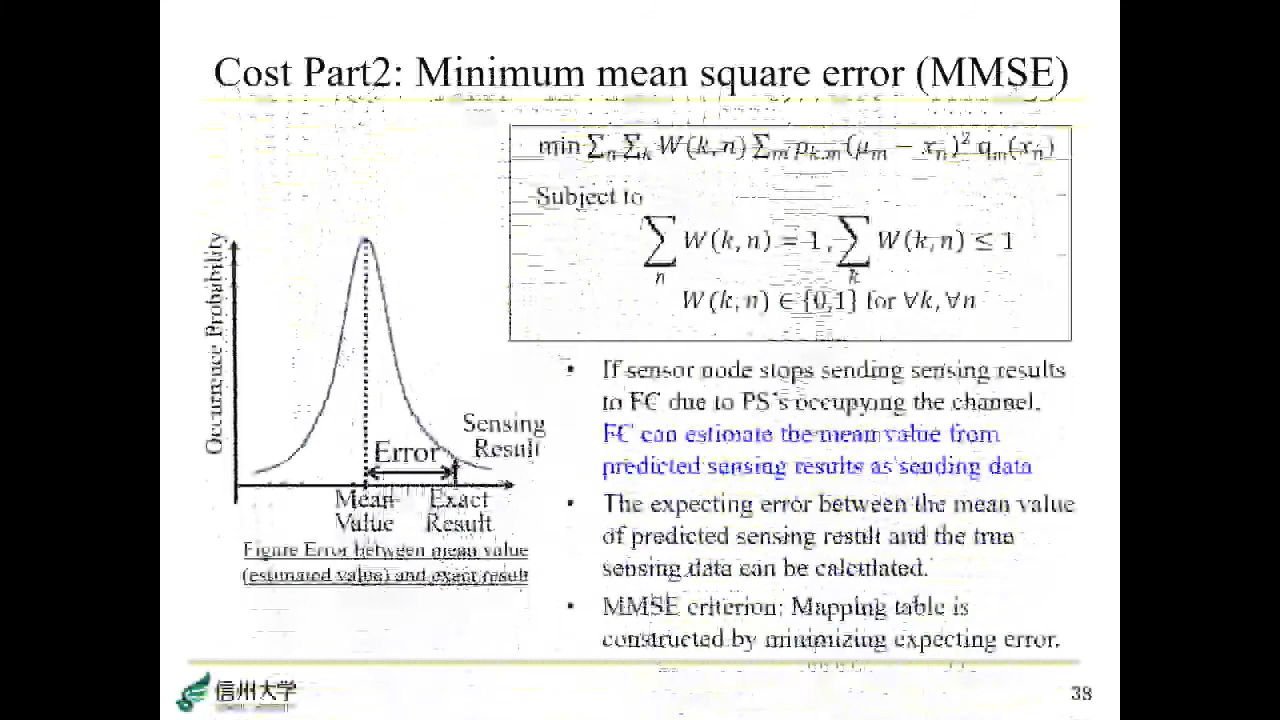 Cost Part2: Minimum mean square error (MMSE)
min ∑ₙ ∑ₖ W(k,n) ∑ₘ pₖ,ₘ(μₘ − xₙ)² qₘ(xₙ)
Subject to
∑ₙ W(k,n) = 1, ∑ₖ W(k,n) ≤ 1
W(k,n) ∈ {0,1} for ∀k, ∀n
Occurrence Probability
Sensing
Result
Error
Mean
Value
Exact
Result
Figure Error between mean value
(estimated value) and exact result
• If sensor node stops sending sensing results
to FC due to PS's occupying the channel,
FC can estimate the mean value from
predicted sensing results as sending data
• The expecting error between the mean value
of predicted sensing result and the true
sensing data can be calculated.
• MMSE criterion: Mapping table is
constructed by minimizing expecting error.
信州大学
38